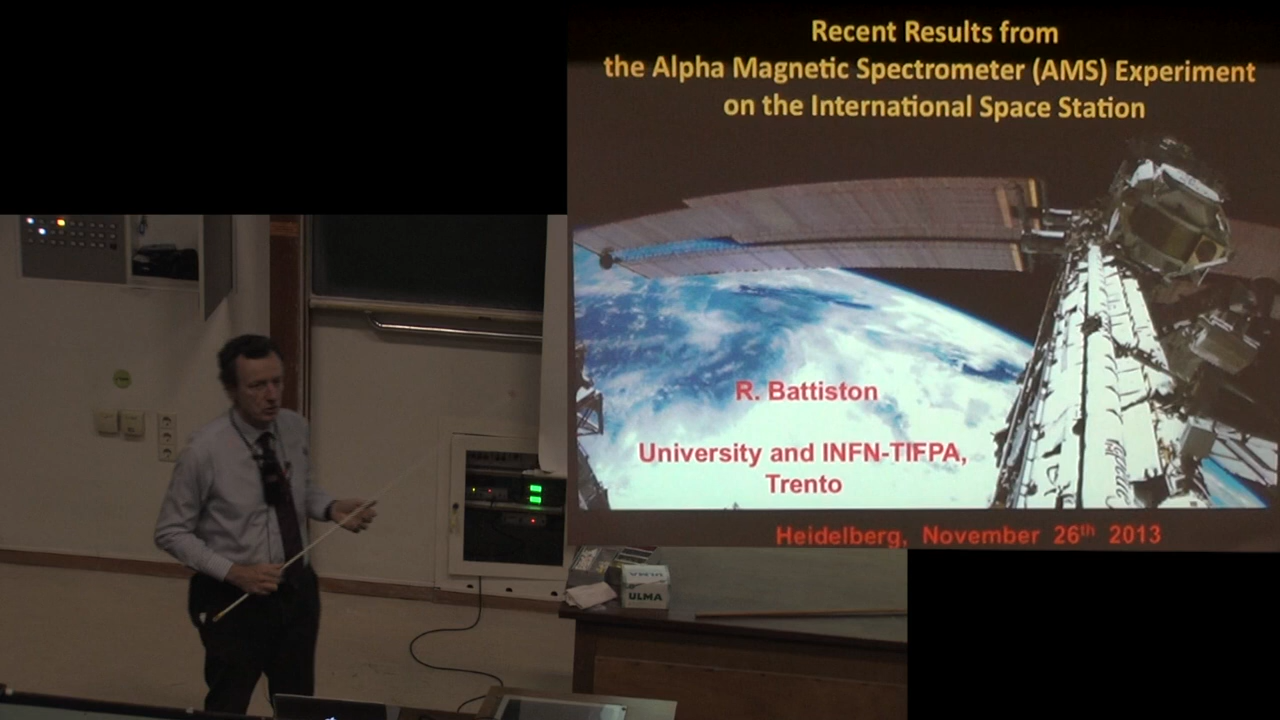 Recent Results from
the Alpha Magnetic Spectrometer (AMS) Experiment
on the International Space Station
R. Battiston
University and INFN-TIFPA,
Trento
Heidelberg, November 26th 2013
ULMA
ULMA